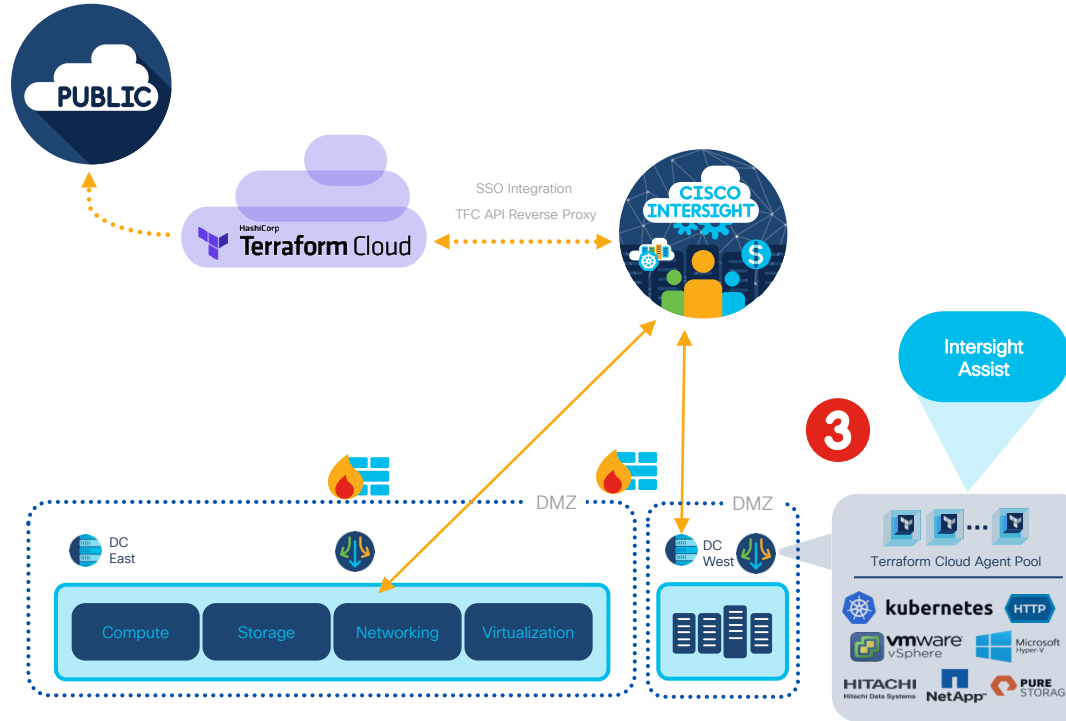 PUBLIC
HashiCorp
Terraform Cloud
SSO Integration
TFC API Reverse Proxy
CISCO
INTERSIGHT
$
Intersight
Assist
3
DMZ
DMZ
DC
East
DC
West
Compute
Storage
Networking
Virtualization
...
Terraform Cloud Agent Pool
kubernetes
HTTP
vmware
vSphere
Microsoft
Hyper-V
HITACHI
Hitachi Data Systems
NetApp™
PURE
STORAG